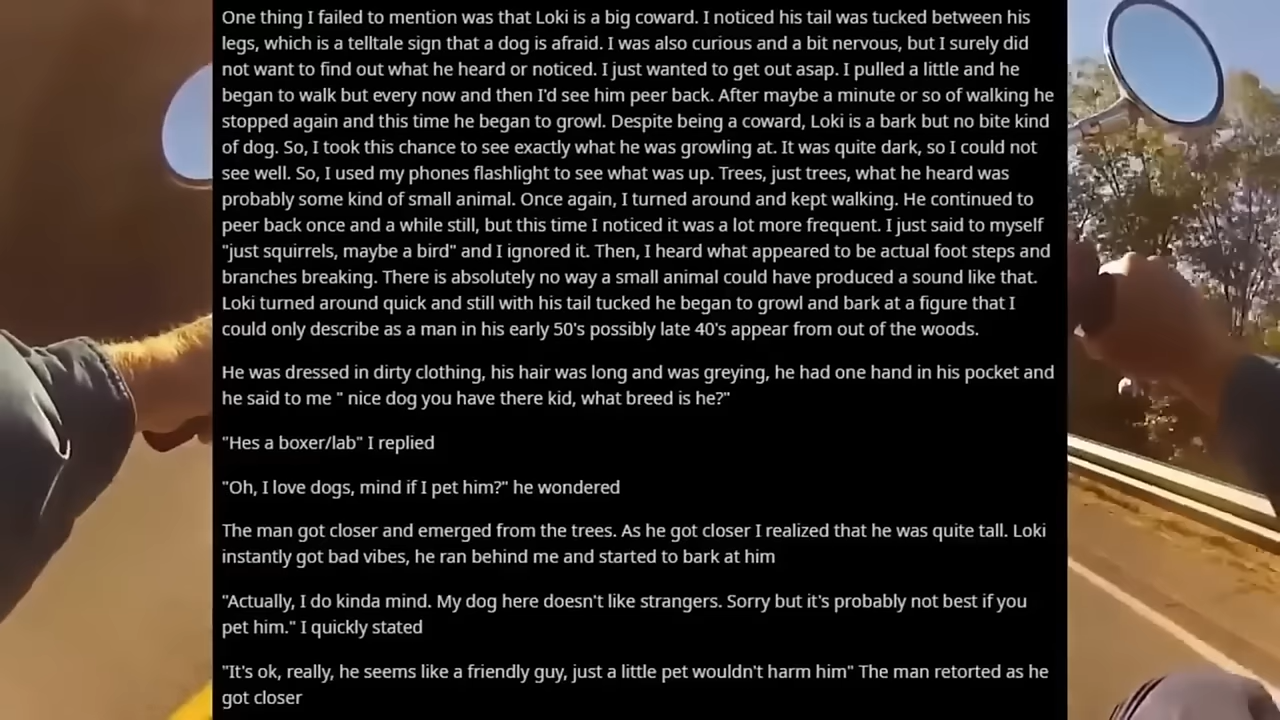 One thing I failed to mention was that Loki is a big coward. I noticed his tail was tucked between his
legs, which is a telltale sign that a dog is afraid. I was also curious and a bit nervous, but I surely did
not want to find out what he heard or noticed. I just wanted to get out asap. I pulled a little and he
began to walk but every now and then I'd see him peer back. After maybe a minute or so of walking he
stopped again and this time he began to growl. Despite being a coward, Loki is a bark but no bite kind
of dog. So, I took this chance to see exactly what he was growling at. It was quite dark, so I could not
see well. So, I used my phones flashlight to see what was up. Trees, just trees, what he heard was
probably some kind of small animal. Once again, I turned around and kept walking. He continued to
peer back once and a while still, but this time I noticed it was a lot more frequent. I just said to myself
"just squirrels, maybe a bird" and I ignored it. Then, I heard what appeared to be actual foot steps and
branches breaking. There is absolutely no way a small animal could have produced a sound like that.
Loki turned around quick and still with his tail tucked he began to growl and bark at a figure that I
could only describe as a man in his early 50's possibly late 40's appear from out of the woods.
He was dressed in dirty clothing, his hair was long and was greying, he had one hand in his pocket and
he said to me " nice dog you have there kid, what breed is he?"
"Hes a boxer/lab" I replied
"Oh, I love dogs, mind if I pet him?" he wondered
The man got closer and emerged from the trees. As he got closer I realized that he was quite tall. Loki
instantly got bad vibes, he ran behind me and started to bark at him
"Actually, I do kinda mind. My dog here doesn't like strangers. Sorry but it's probably not best if you
pet him." I quickly stated
"It's ok, really, he seems like a friendly guy, just a little pet wouldn't harm him" The man retorted as he
got closer